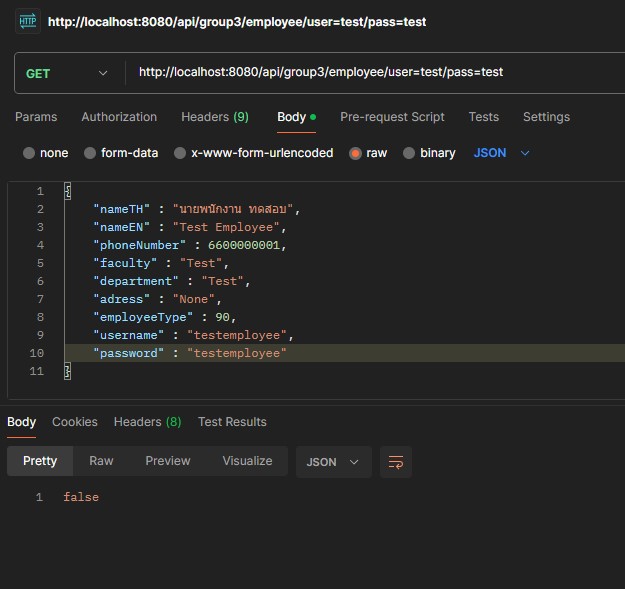 HTTP http://localhost:8080/api/group3/employee/user=test/pass=test
GET http://localhost:8080/api/group3/employee/user=test/pass=test
Params Authorization Headers (9) Body Pre-request Script Tests Settings
none form-data x-www-form-urlencoded raw binary JSON
1 {
2 "nameTH" : "นายพนักงาน ทดสอบ",
3 "nameEN" : "Test Employee",
4 "phoneNumber" : 6600000001,
5 "faculty" : "Test",
6 "department" : "Test",
7 "adress" : "None",
8 "employeeType" : 90,
9 "username" : "testemployee",
10 "password" : "testemployee"
11 }
Body Cookies Headers (8) Test Results
Pretty Raw Preview Visualize JSON
1 false